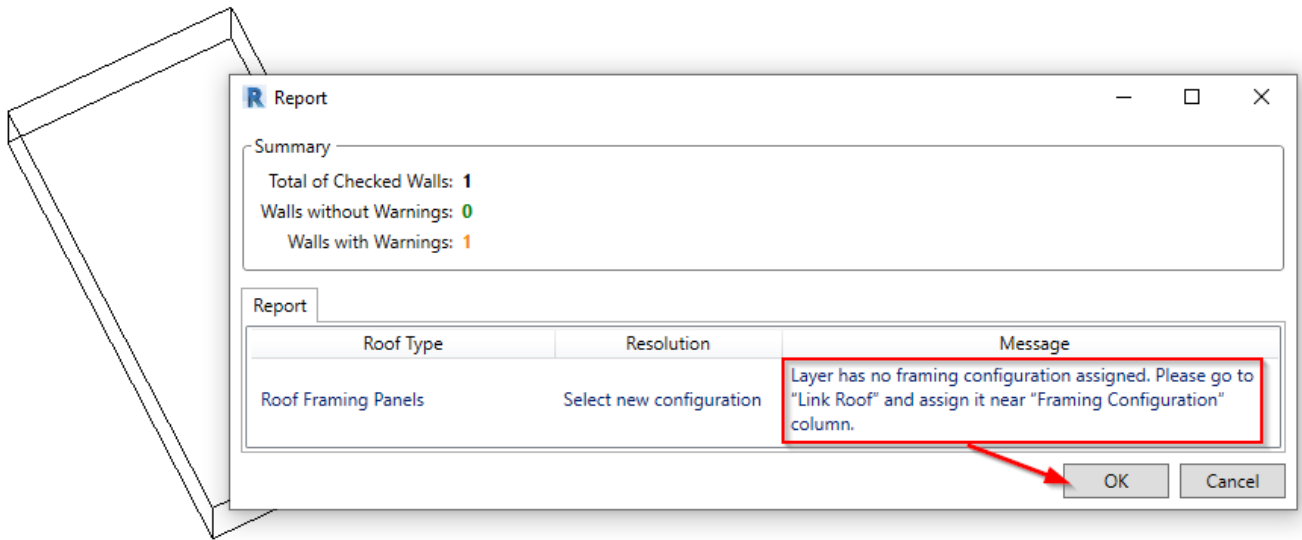 Report
Summary
Total of Checked Walls: 1
Walls without Warnings: 0
Walls with Warnings: 1
Report
Roof Type Resolution Message
Roof Framing Panels Select new configuration Layer has no framing configuration assigned. Please go to
“Link Roof” and assign it near “Framing Configuration”
column.
OK Cancel